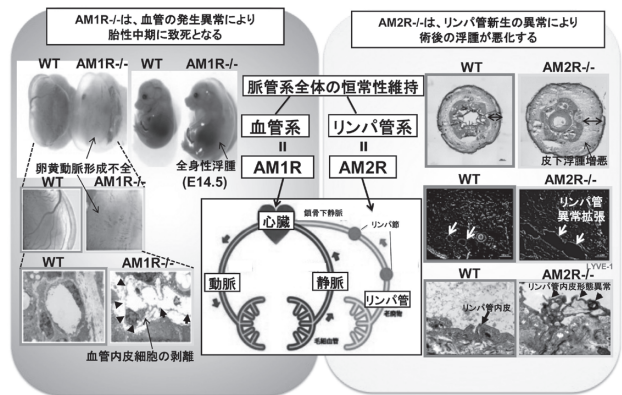 AM1R-/-は、血管の発生異常により
胎性中期に致死となる
AM2R-/-は、リンパ管新生の異常により
術後の浮腫が悪化する
WT
AM1R-/-
WT
AM1R-/-
卵黄動脈形成不全
全身性浮腫
(E14.5)
WT
AM1R-/-
WT
AM1R-/-
血管内皮細胞の剥離
脈管系全体の恒常性維持
血管系
リンパ管系
=
=
AM1R
AM2R
心臓
鎖骨下静脈
リンパ節
動脈
静脈
リンパ管
毛細血管
WT
AM2R-/-
皮下浮腫増悪
WT
AM2R-/-
リンパ管
異常拡張
LYVE-1
WT
AM2R-/-
リンパ管内皮
リンパ管内皮形態異常